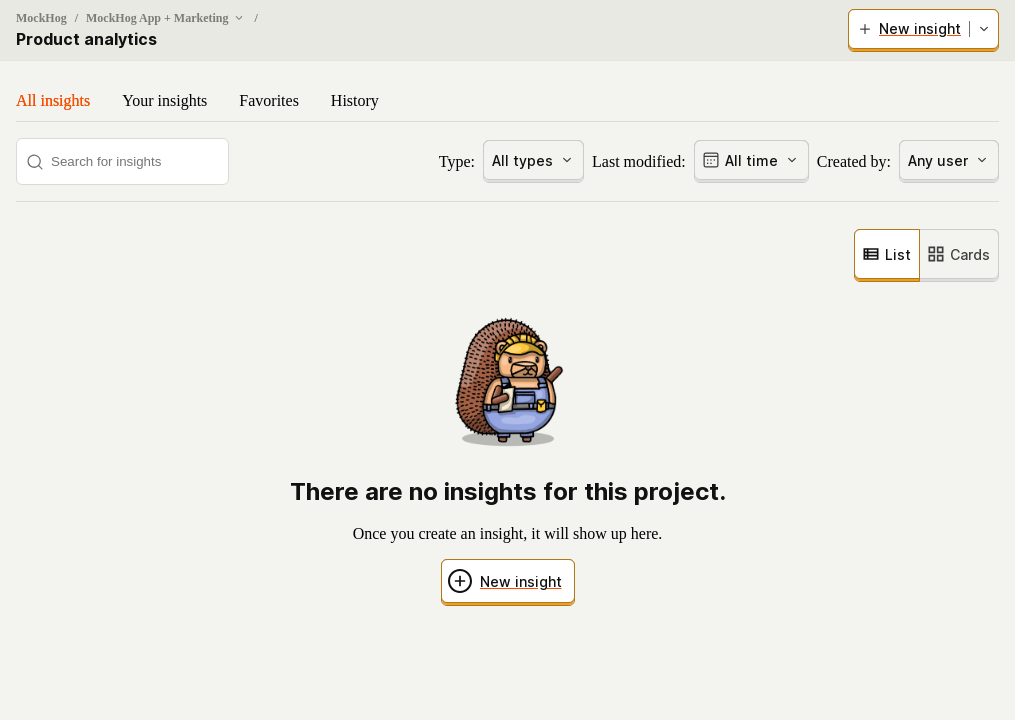 MockHog / MockHog App + Marketing /
Product analytics
New insight
All insights Your insights Favorites History
Search for insights Type: All types Last modified: All time Created by: Any user
List Cards
There are no insights for this project.
Once you create an insight, it will show up here.
New insight